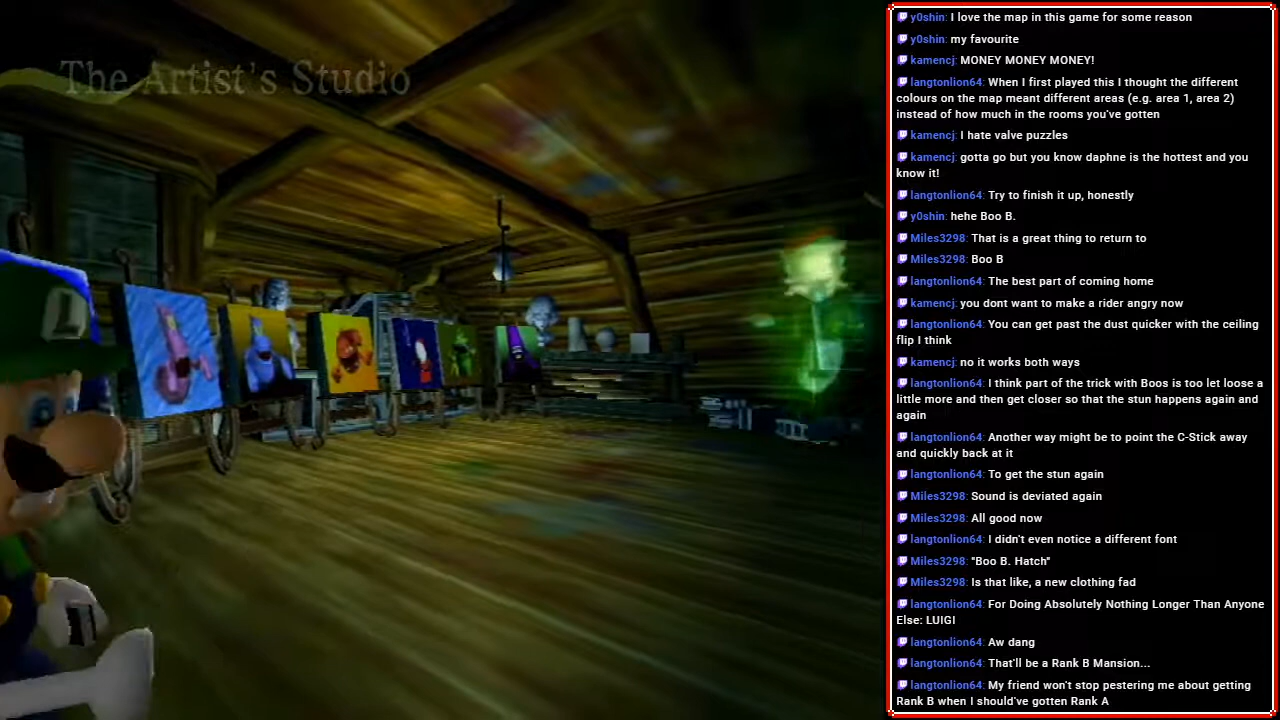 The Artist's Studio
L
y0shin: I love the map in this game for some reason
y0shin: my favourite
kamencj: MONEY MONEY MONEY!
langtonlion64: When I first played this I thought the different
colours on the map meant different areas (e.g. area 1, area 2)
instead of how much in the rooms you've gotten
kamencj: I hate valve puzzles
kamencj: gotta go but you know daphne is the hottest and you
know it!
langtonlion64: Try to finish it up, honestly
y0shin: hehe Boo B.
Miles3298: That is a great thing to return to
Miles3298: Boo B
langtonlion64: The best part of coming home
kamencj: you dont want to make a rider angry now
langtonlion64: You can get past the dust quicker with the ceiling
flip I think
kamencj: no it works both ways
langtonlion64: I think part of the trick with Boos is too let loose a
little more and then get closer so that the stun happens again and
again
langtonlion64: Another way might be to point the C-Stick away
and quickly back at it
langtonlion64: To get the stun again
Miles3298: Sound is deviated again
Miles3298: All good now
langtonlion64: I didn't even notice a different font
Miles3298: "Boo B. Hatch"
Miles3298: Is that like, a new clothing fad
langtonlion64: For Doing Absolutely Nothing Longer Than Anyone
Else: LUIGI
langtonlion64: Aw dang
langtonlion64: That'll be a Rank B Mansion...
langtonlion64: My friend won't stop pestering me about getting
Rank B when I should've gotten Rank A